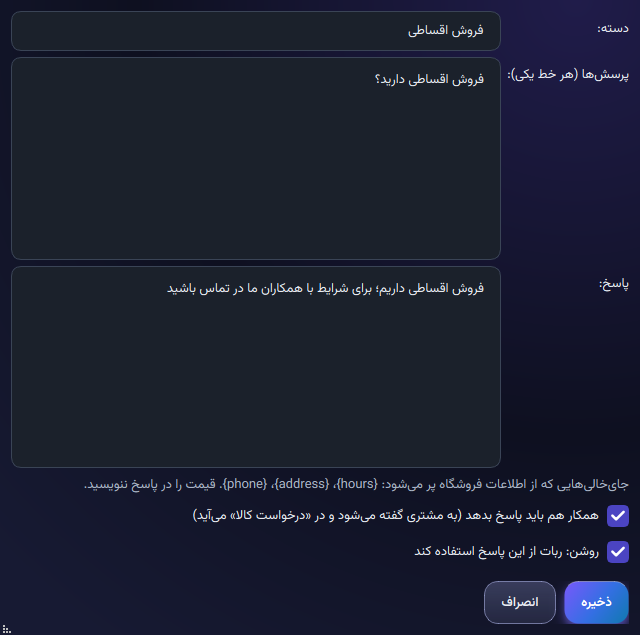 دسته:
فروش اقساطی
پرسش‌ها (هر خط یکی):
فروش اقساطی دارید؟
پاسخ:
فروش اقساطی داریم؛ برای شرایط با همکاران ما در تماس باشید
جای‌خالی‌هایی که از اطلاعات فروشگاه پر می‌شود: {hours}، {address}، {phone}. قیمت را در پاسخ ننویسید.
همکار هم باید پاسخ بدهد (به مشتری گفته می‌شود و در «درخواست کالا» می‌آید)
روشن: ربات از این پاسخ استفاده کند
ذخیره
انصراف